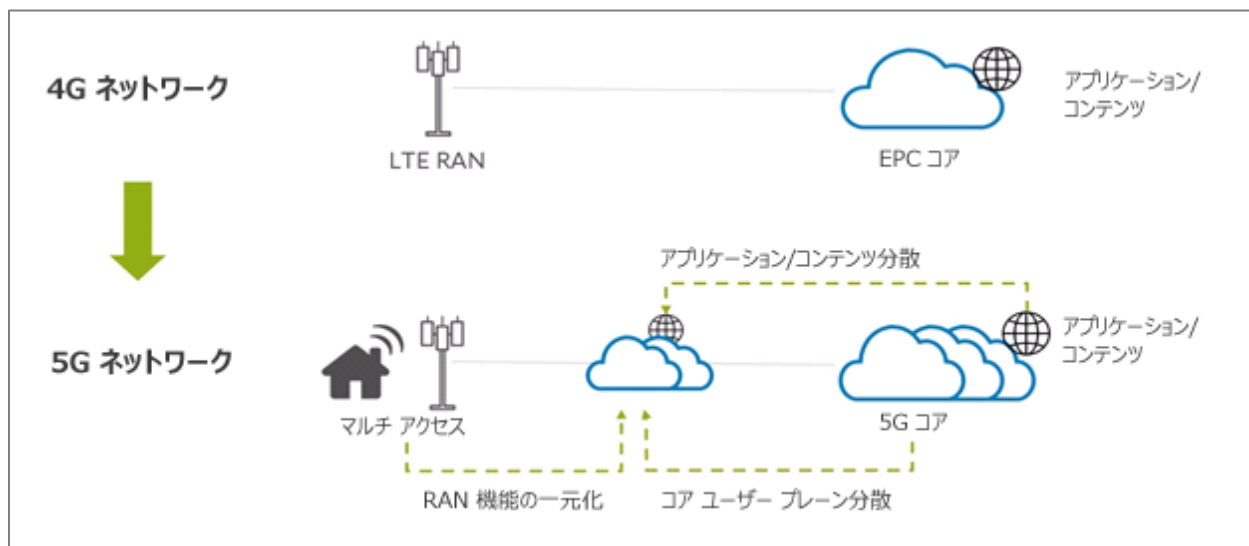 4G ネットワーク
LTE RAN
EPC コア
アプリケーション/
コンテンツ
アプリケーション/コンテンツ分散
5G ネットワーク
マルチ アクセス
5G コア
アプリケーション/
コンテンツ
RAN 機能の一元化
コア ユーザー プレーン分散